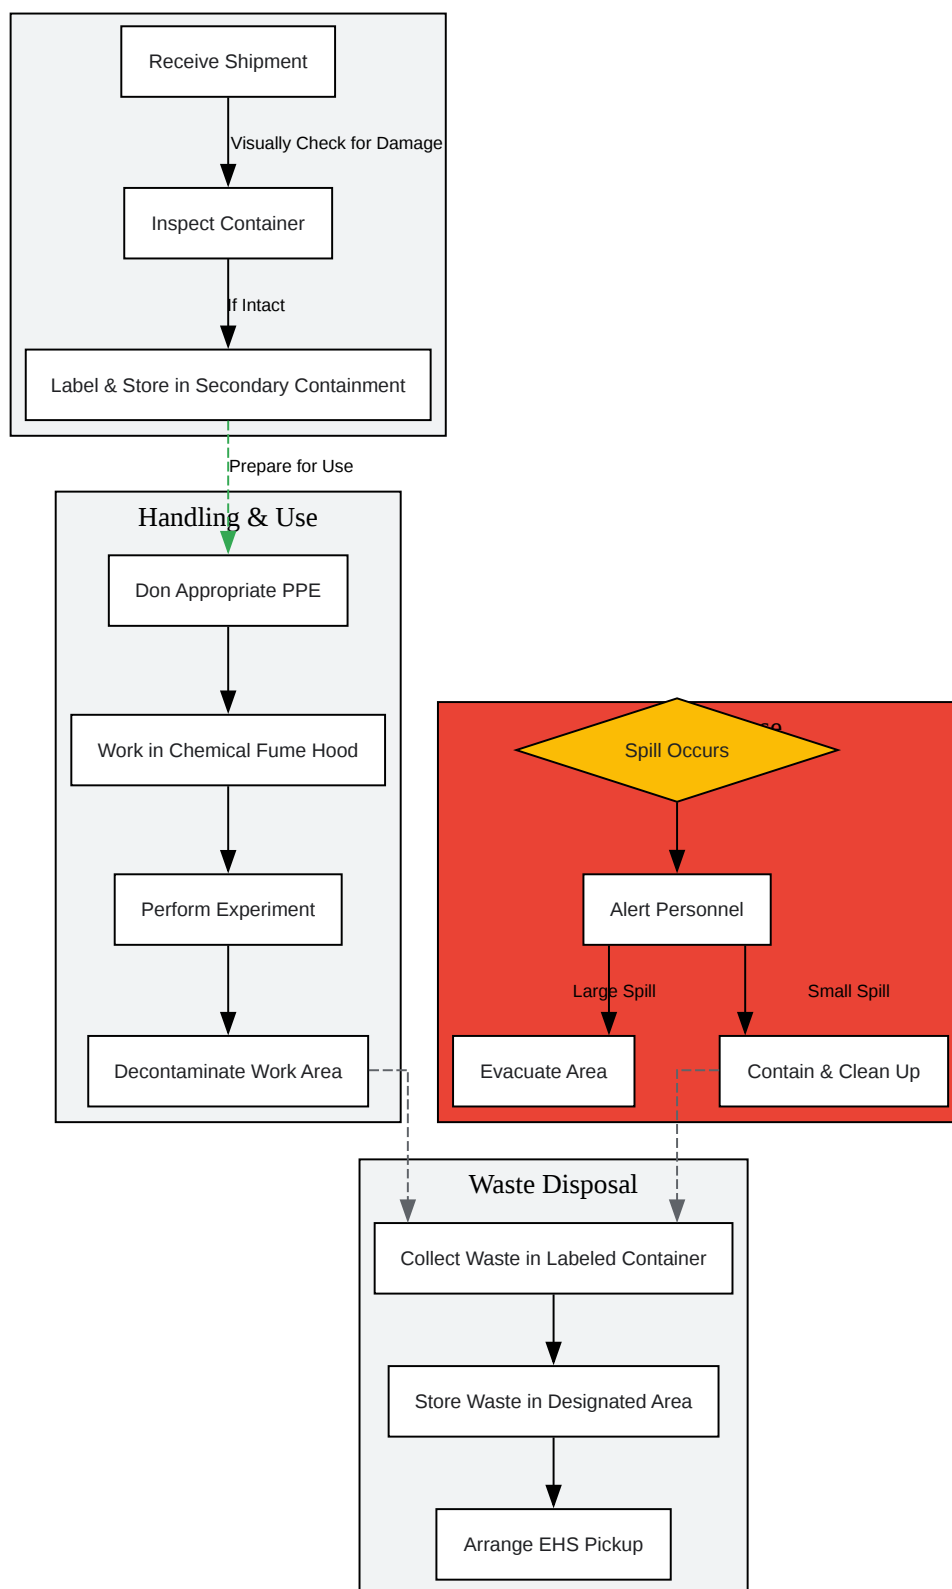 Receive Shipment
Visually Check for Damage
Inspect Container
If Intact
Label & Store in Secondary Containment
Prepare for Use
Handling & Use
Don Appropriate PPE
Work in Chemical Fume Hood
Spill Occurs
Perform Experiment
Alert Personnel
Large Spill
Small Spill
Decontaminate Work Area
Evacuate Area
Contain & Clean Up
Waste Disposal
Collect Waste in Labeled Container
Store Waste in Designated Area
Arrange EHS Pickup